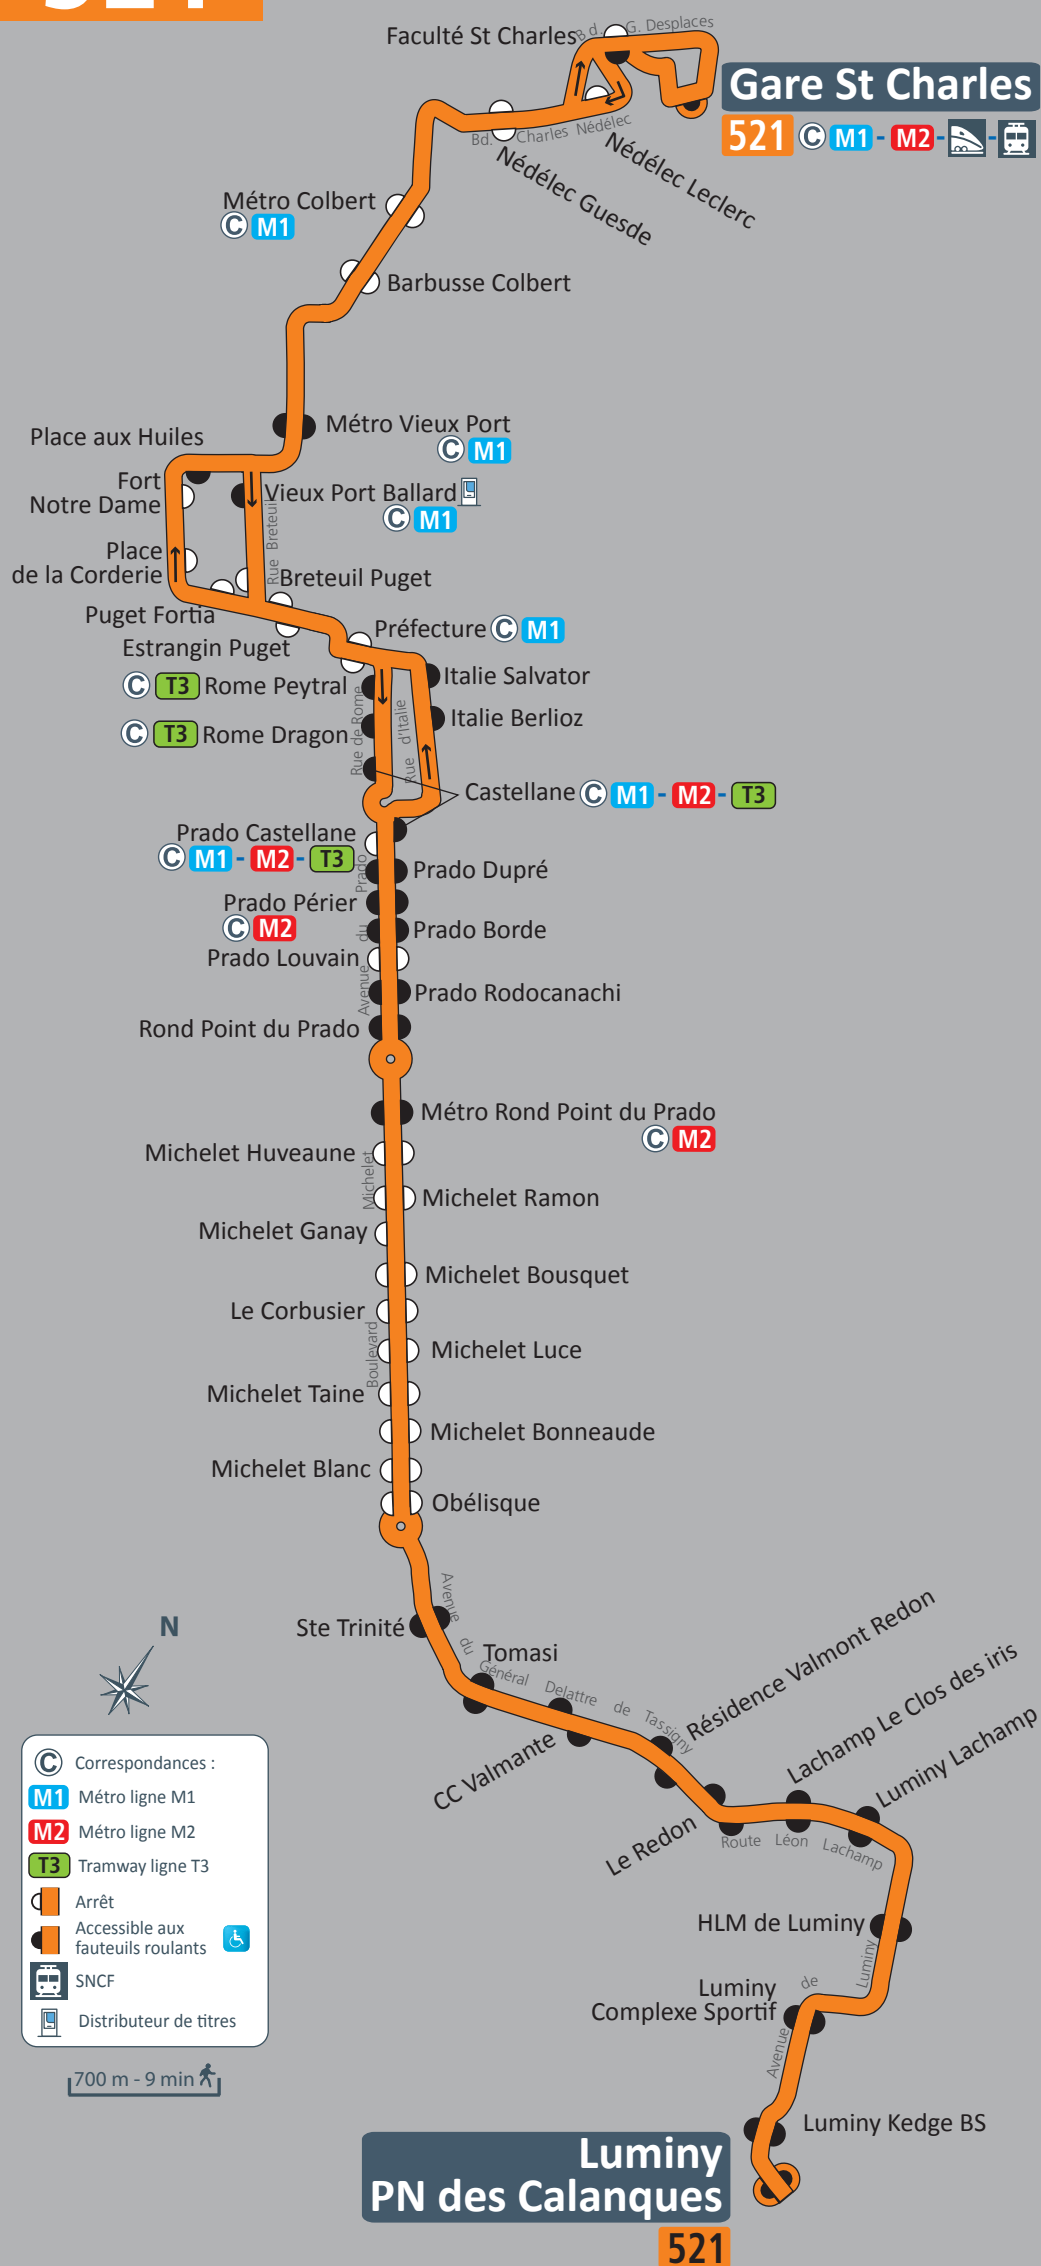 521
Faculté St Charles
Bd. G. Desplaces
Gare St Charles
521 C M1 - M2 -
Bd. Charles Nédélec
Nédélec Leclerc
Nédélec Guesde
Métro Colbert
C M1
Barbusse Colbert
Métro Vieux Port
C M1
Place aux Huiles
Fort
Notre Dame
Vieux Port Ballard
C M1
Rue Breteuil
Place
de la Corderie
Breteuil Puget
Puget Fortia
Estrangin Puget
Préfecture C M1
C T3 Rome Peytral
Italie Salvator
C T3 Rome Dragon
Italie Berlioz
Rue de Rome
Rue d'Italie
Castellane C M1 - M2 - T3
Prado Castellane
C M1 - M2 - T3
Prado Dupré
Prado Périer
C M2
Prado Borde
Prado Louvain
Avenue du Prado
Prado Rodocanachi
Rond Point du Prado
Métro Rond Point du Prado
C M2
Michelet Huveaune
Michelet Ramon
Michelet Ganay
Michelet Bousquet
Le Corbusier
Boulevard Michelet
Michelet Luce
Michelet Taine
Michelet Bonneaude
Michelet Blanc
Obélisque
Ste Trinité
Avenue du Général Delattre de Tassigny
Tomasi
CC Valmante
Résidence Valmont Redon
Le Redon
Lachamp Le Clos des iris
Luminy Lachamp
Route Léon Lachamp
HLM de Luminy
Luminy
Complexe Sportif
Avenue de Luminy
Luminy Kedge BS
Luminy
PN des Calanques
521
N
C Correspondances :
M1 Métro ligne M1
M2 Métro ligne M2
T3 Tramway ligne T3
Arrêt
Accessible aux
fauteuils roulants
SNCF
Distributeur de titres
700 m - 9 min